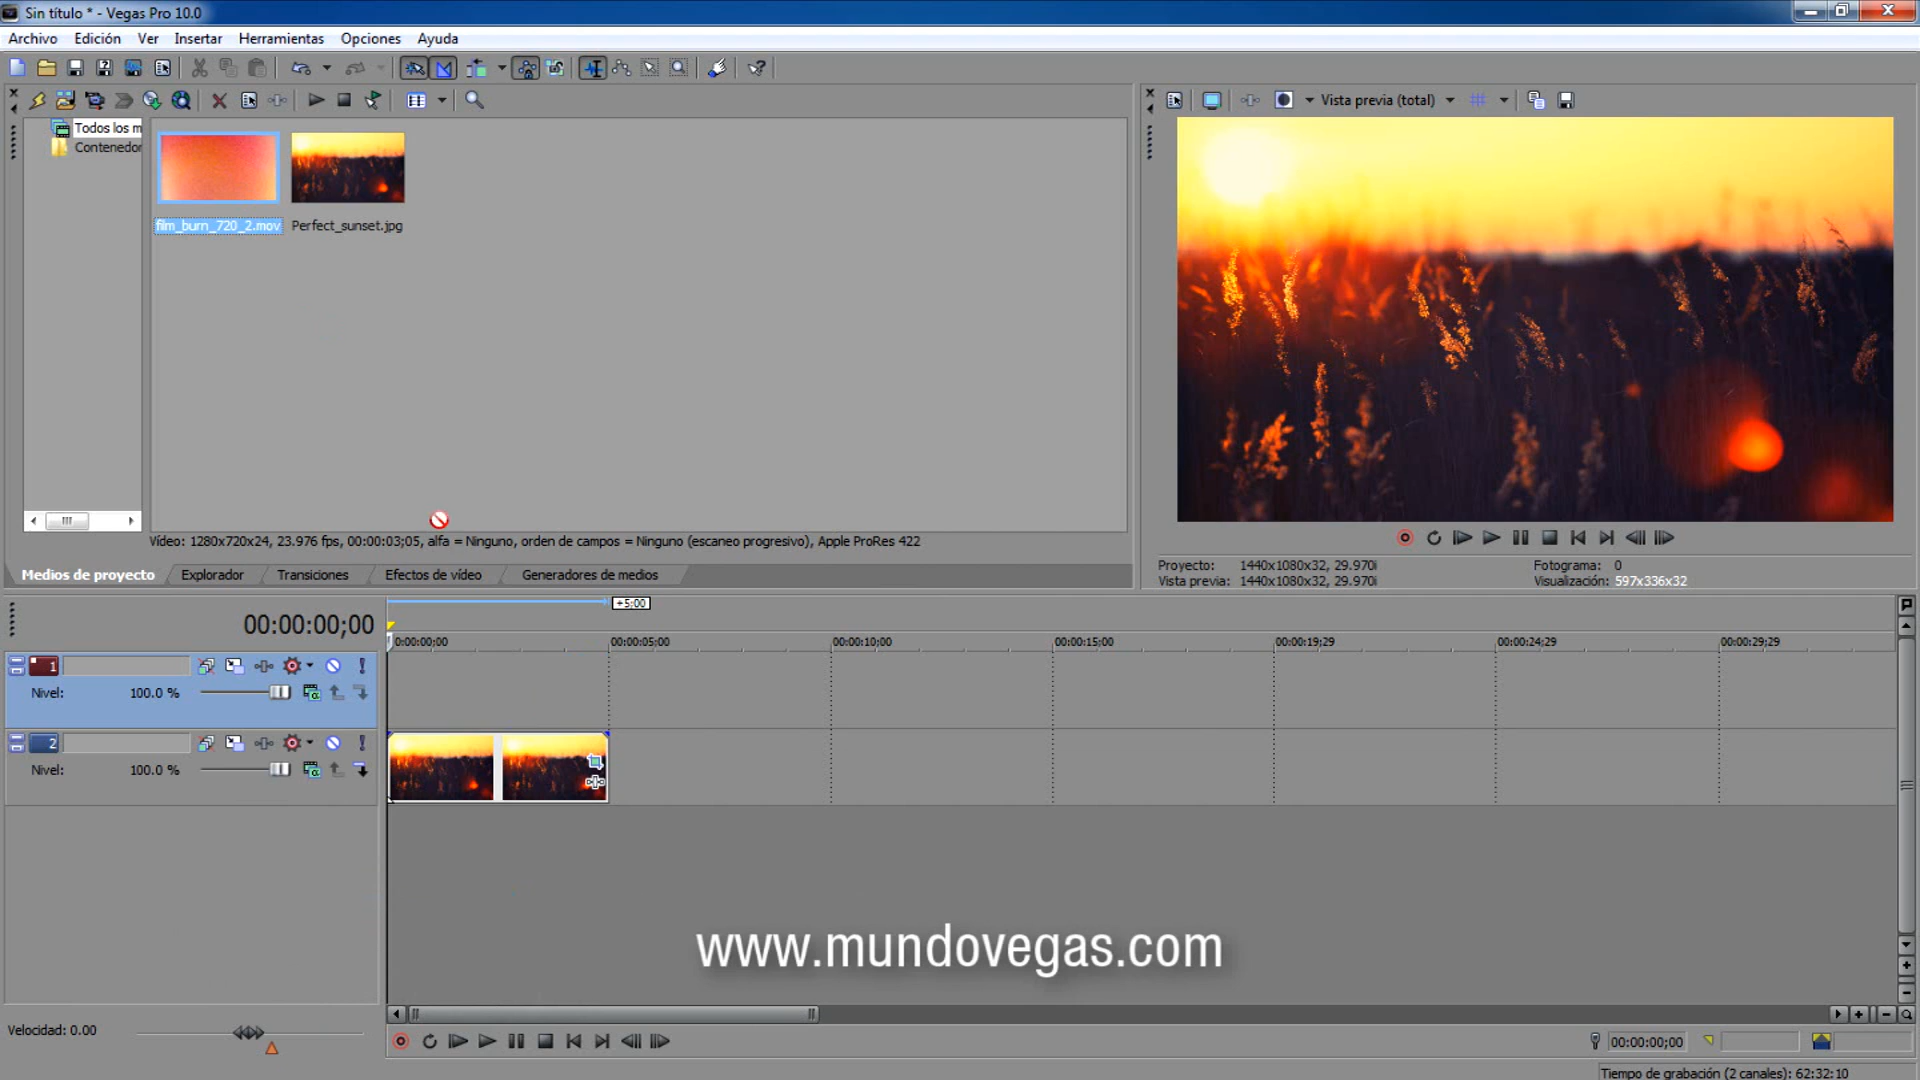 Sin título * - Vegas Pro 10.0
Archivo Edición Ver Insertar Herramientas Opciones Ayuda
Vista previa (total)
Todos los m
Contenedor
film_burn_720_2.mov
Perfect_sunset.jpg
Vídeo: 1280x720x24, 23.976 fps, 00:00:03;05, alfa = Ninguno, orden de campos = Ninguno (escaneo progresivo), Apple ProRes 422
Medios de proyecto Explorador Transiciones Efectos de vídeo Generadores de medios
Proyecto: 1440x1080x32, 29.970i Fotograma: 0
Vista previa: 1440x1080x32, 29.970i Visualización: 597x336x32
+5;00
00:00:00;00
0:00:00;00 00:00:05;00 00:00:10;00 00:00:15;00 00:00:19;29 00:00:24;29 00:00:29;29
1
Nivel: 100.0 %
2
Nivel: 100.0 %
www.mundovegas.com
Velocidad: 0.00
00:00:00;00
Tiempo de grabación (2 canales): 62:32:10